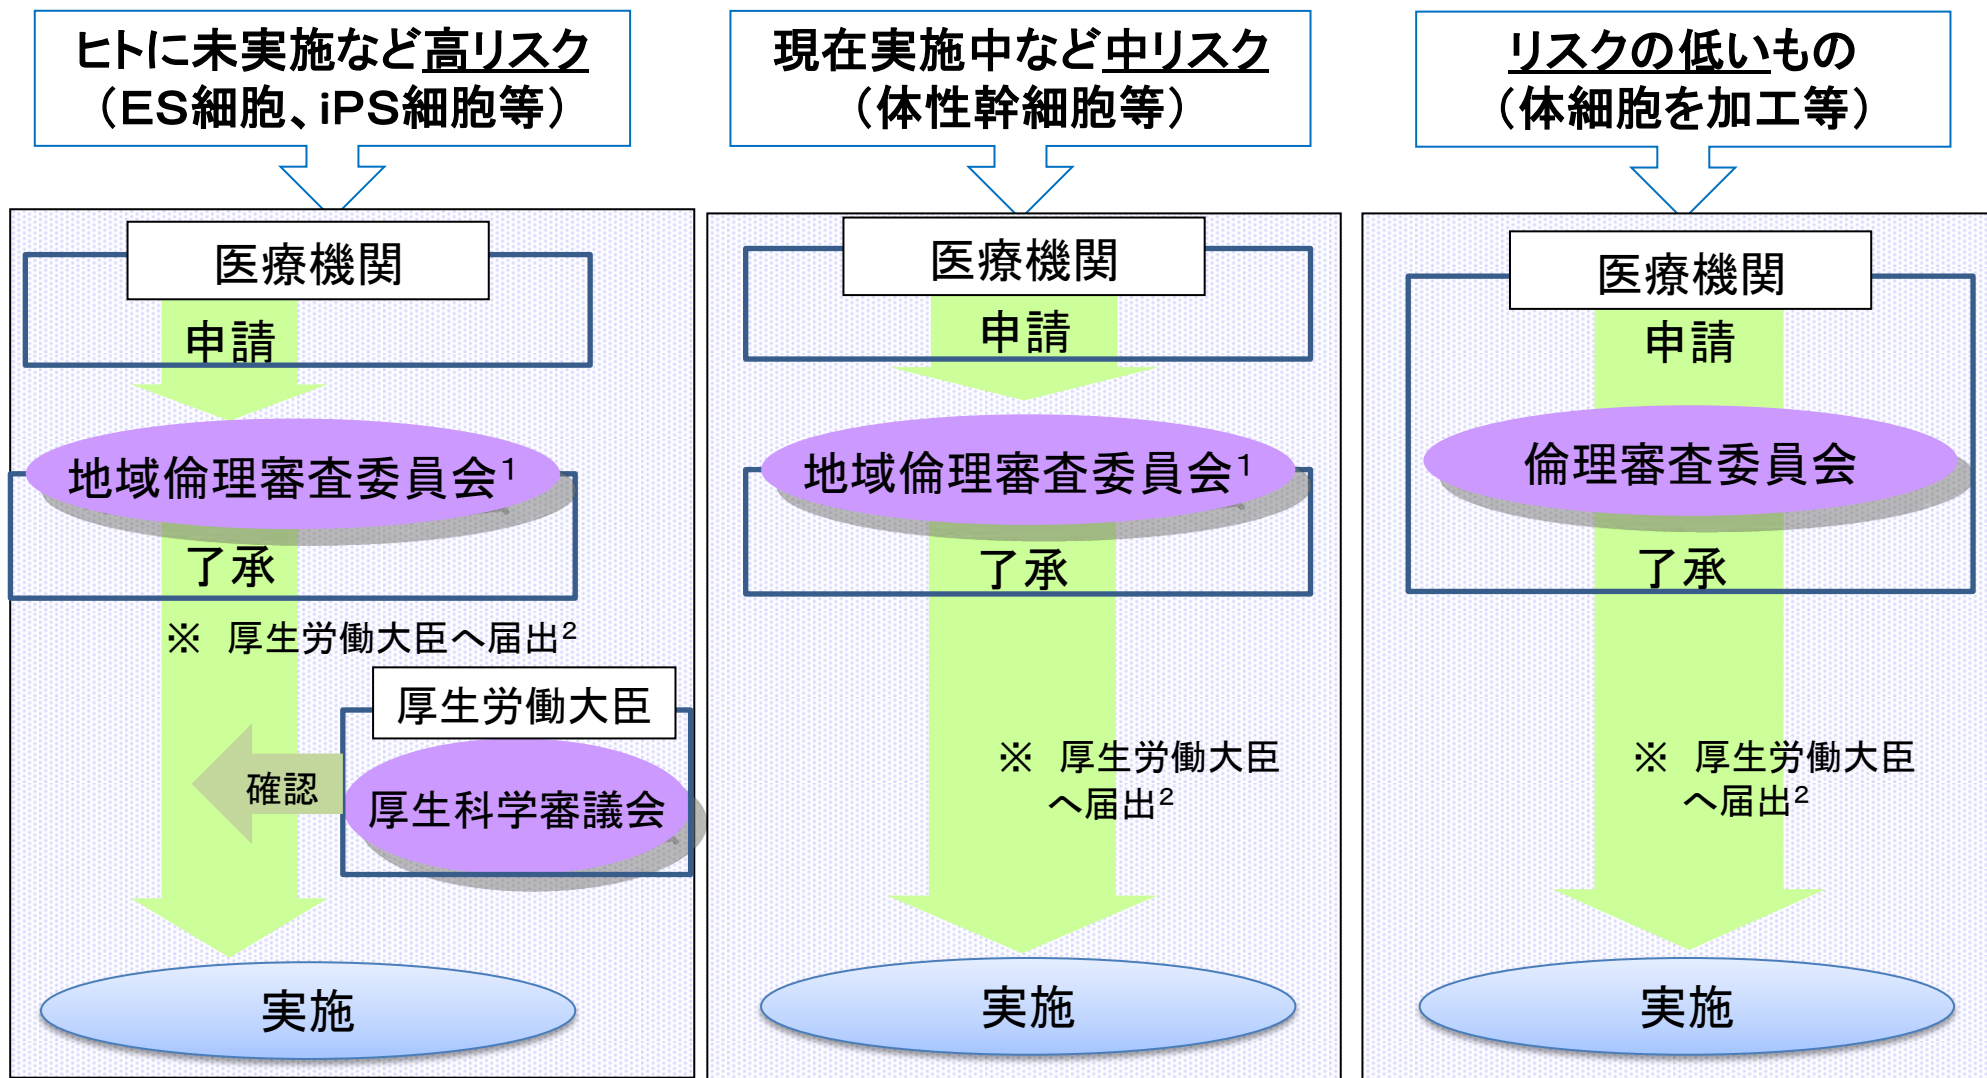 ヒトに未実施など高リスク
（ES細胞、iPS細胞等）
医療機関
申請
地域倫理審査委員会1
了承
※　厚生労働大臣へ届出2
厚生労働大臣
確認
厚生科学審議会
実施
現在実施中など中リスク
（体性幹細胞等）
医療機関
申請
地域倫理審査委員会1
了承
※　厚生労働大臣
へ届出2
実施
リスクの低いもの
（体細胞を加工等）
医療機関
申請
倫理審査委員会
了承
※　厚生労働大臣
へ届出2
実施